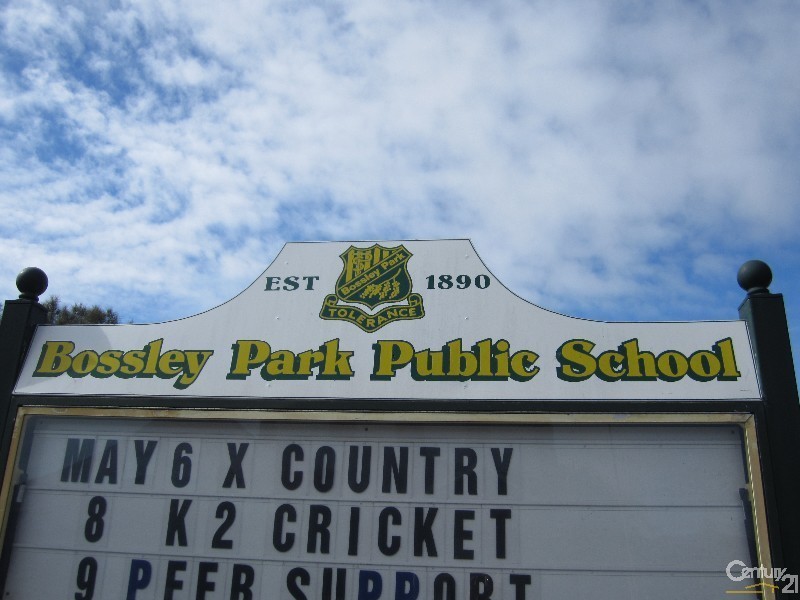 EST 1890
Bossley Park
TOLERANCE
Bossley Park Public School
MAY 6 X COUNTRY
8 K2 CRICKET
9 PEER SUPPORT
Century 21